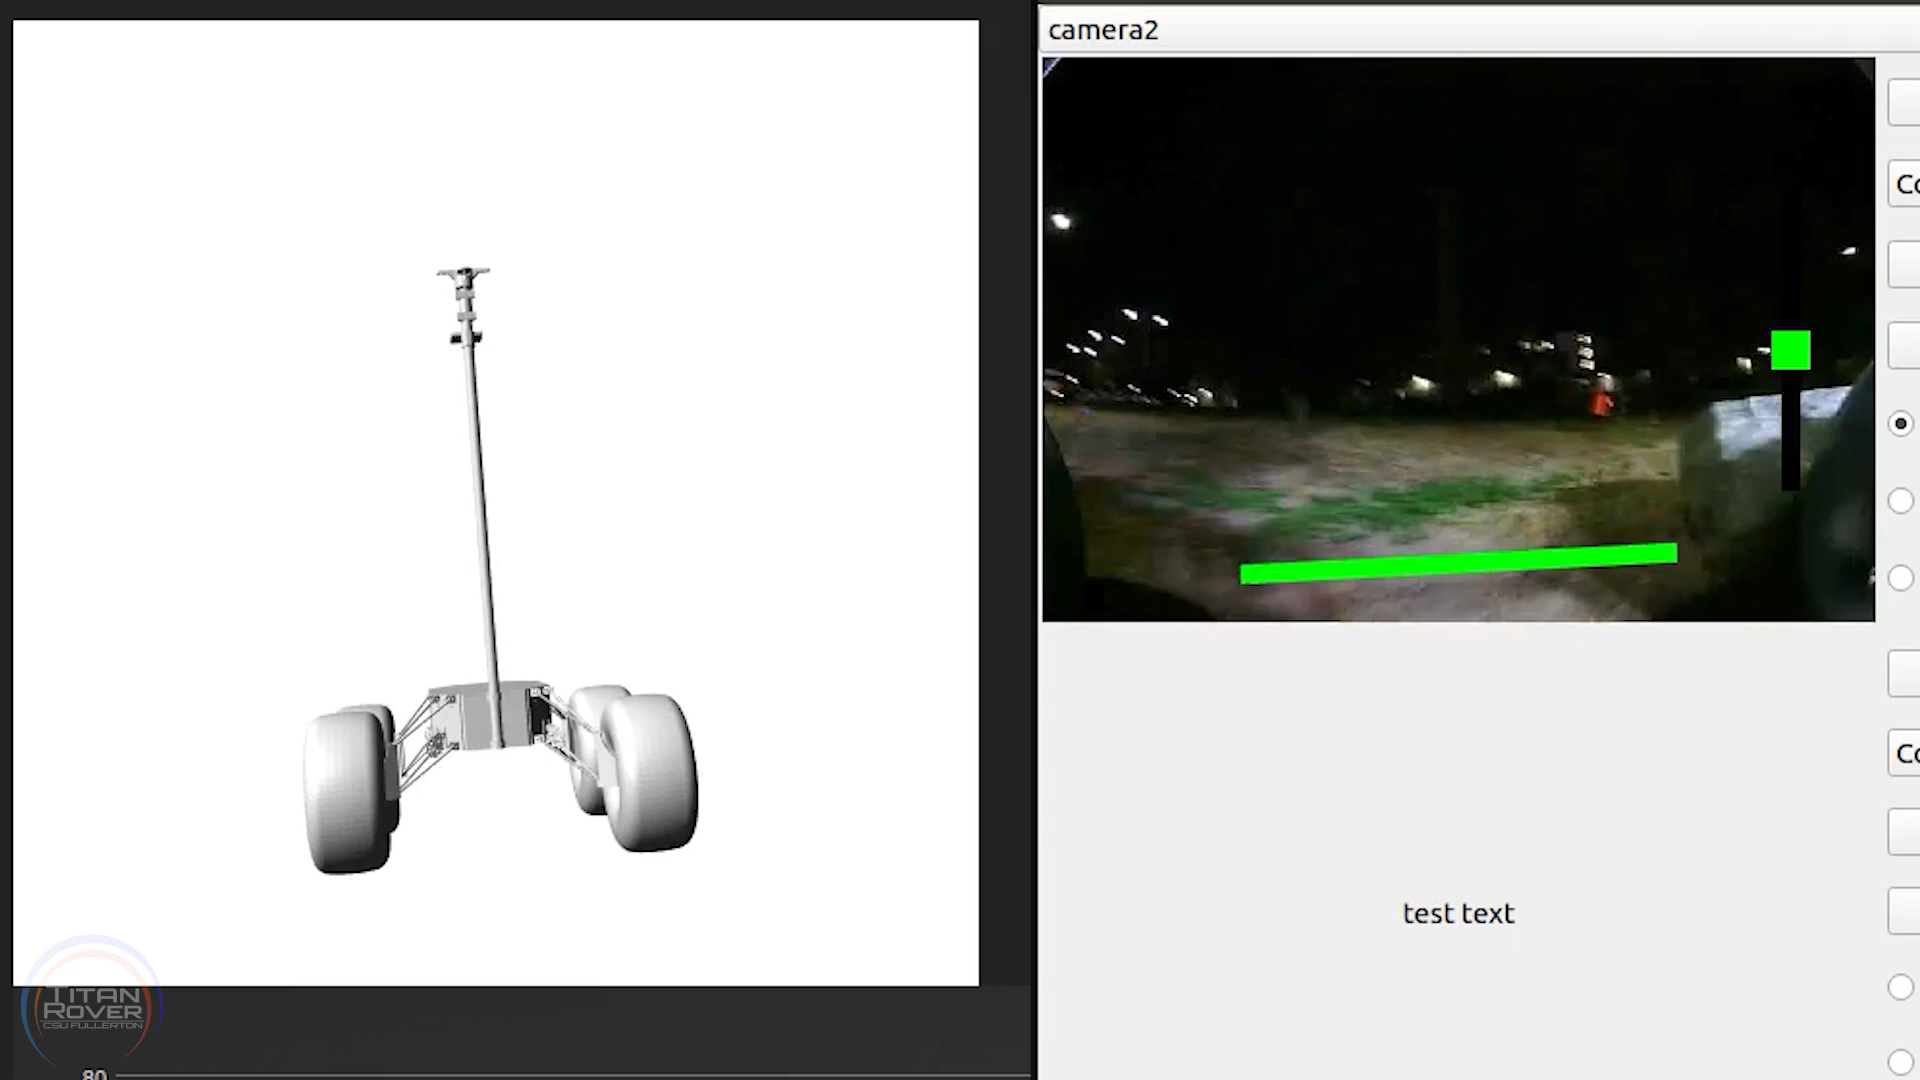 camera2
Co
Co
test text
TITAN
ROVER
CSU FULLERTON
80